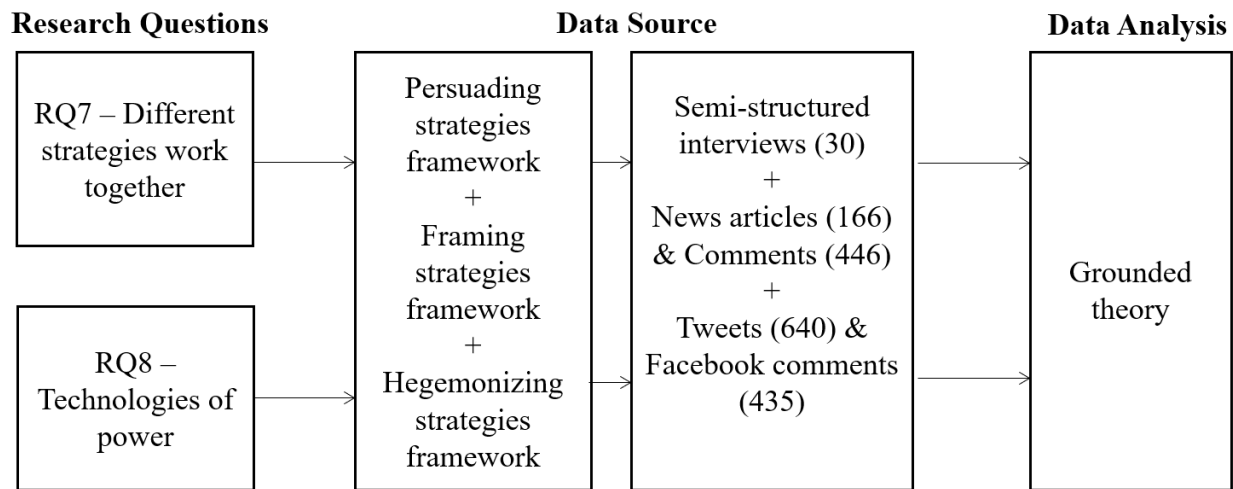 Research Questions
Data Source
Data Analysis
RQ7 – Different
strategies work
together
RQ8 –
Technologies of
power
Persuading
strategies
framework
+
Framing
strategies
framework
+
Hegemonizing
strategies
framework
Semi-structured
interviews (30)
+
News articles (166)
& Comments (446)
+
Tweets (640) &
Facebook comments
(435)
Grounded
theory